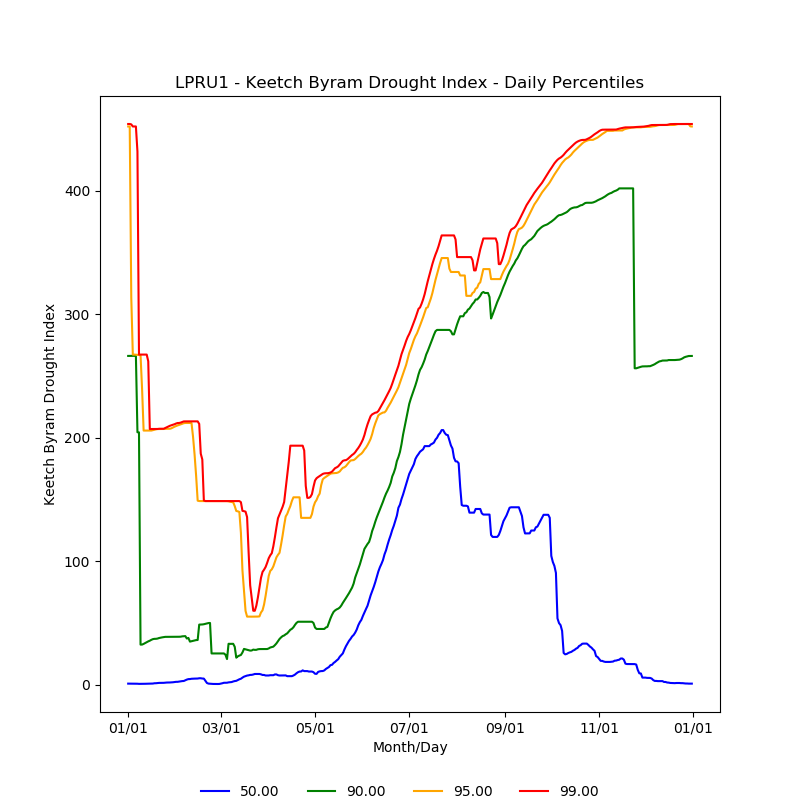 LPRU1 - Keetch Byram Drought Index - Daily Percentiles
Keetch Byram Drought Index
400
300
200
100
0
01/01 03/01 05/01 07/01 09/01 11/01 01/01
Month/Day
50.00 90.00 95.00 99.00